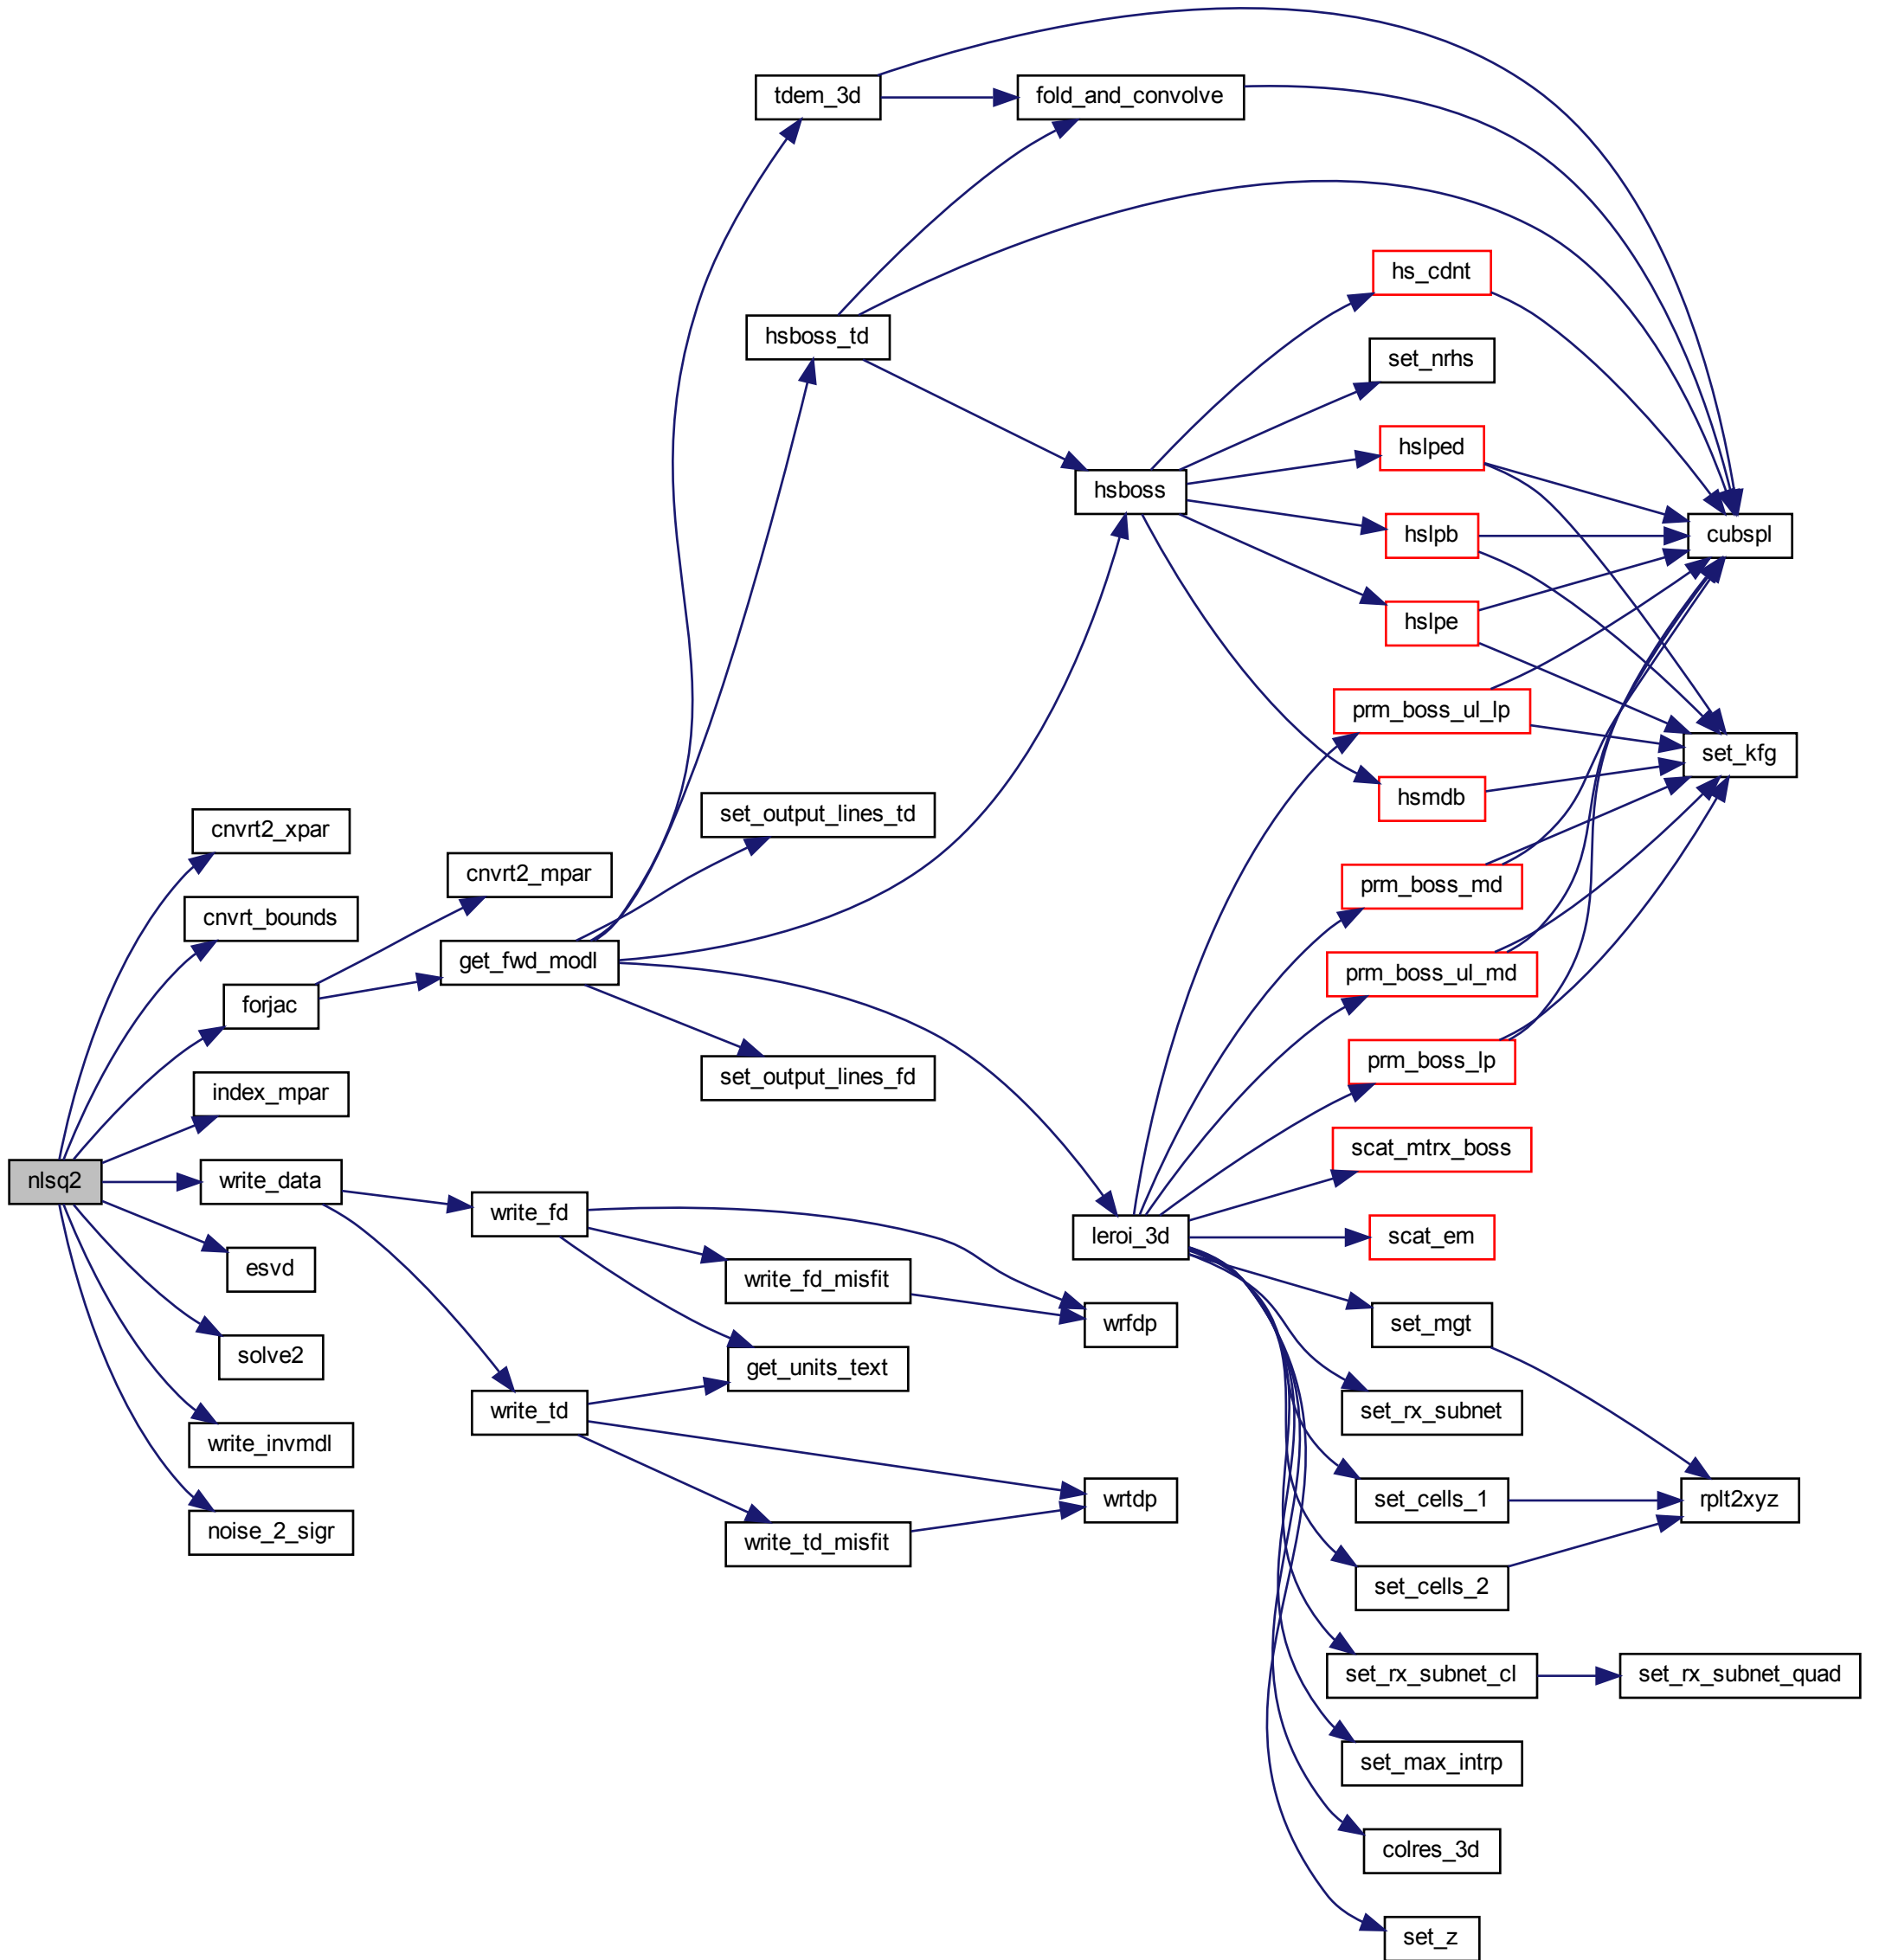 tdem_3d
fold_and_convolve
hs_cdnt
hsboss_td
set_nrhs
hslped
hsboss
hslpb
cubspl
hslpe
prm_boss_ul_lp
set_kfg
hsmdb
set_output_lines_td
cnvrt2_xpar
cnvrt2_mpar
prm_boss_md
cnvrt_bounds
get_fwd_modl
prm_boss_ul_md
forjac
set_output_lines_fd
prm_boss_lp
index_mpar
scat_mtrx_boss
nlsq2
write_data
write_fd
leroi_3d
scat_em
esvd
write_fd_misfit
wrfdp
set_mgt
solve2
get_units_text
write_td
set_rx_subnet
write_invmdl
wrtdp
set_cells_1
rplt2xyz
noise_2_sigr
write_td_misfit
set_cells_2
set_rx_subnet_cl
set_rx_subnet_quad
set_max_intrp
colres_3d
set_z